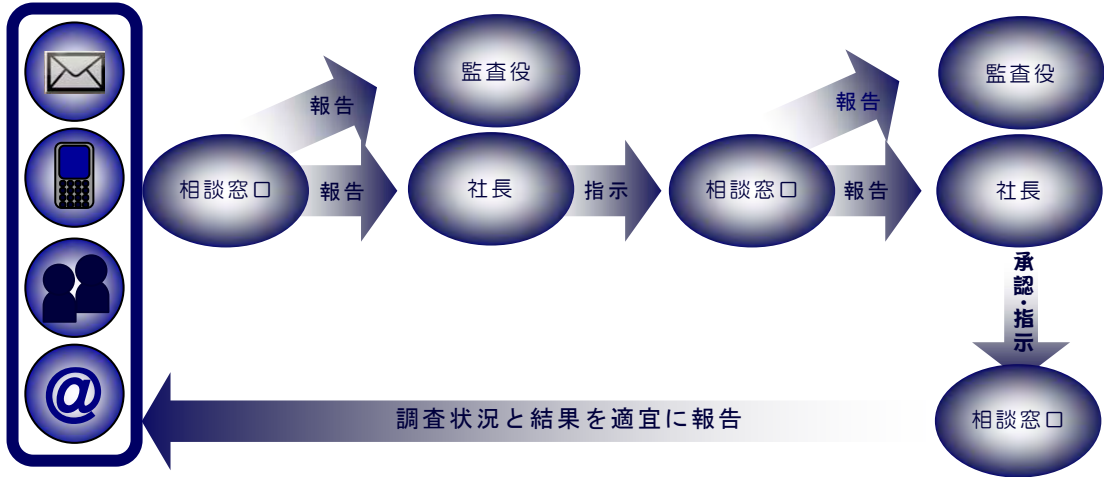 監査役
監査役
報告
報告
相談窓口
報告
社長
指示
相談窓口
報告
社長
承認・指示
@
調査状況と結果を適宜に報告
相談窓口